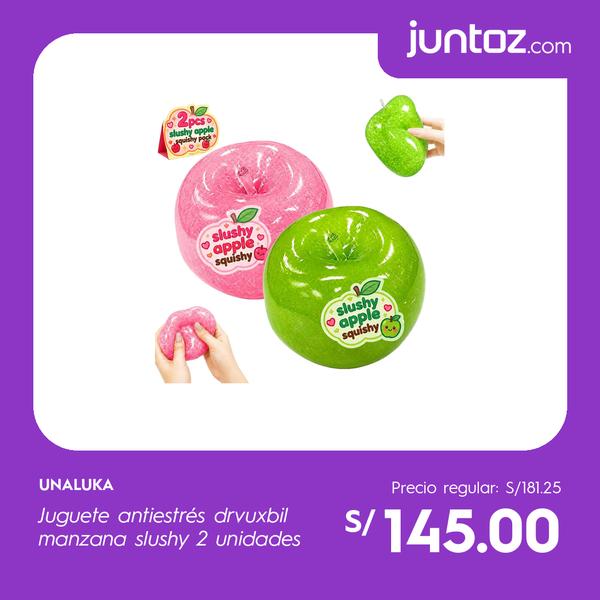 juntoz.com
2pcs
slushy apple
squishy pack
slushy
apple
squishy
slushy
apple
squishy
UNALUKA
Juguete antiestrés drvuxbil
manzana slushy 2 unidades
Precio regular: S/181.25
S/145.00